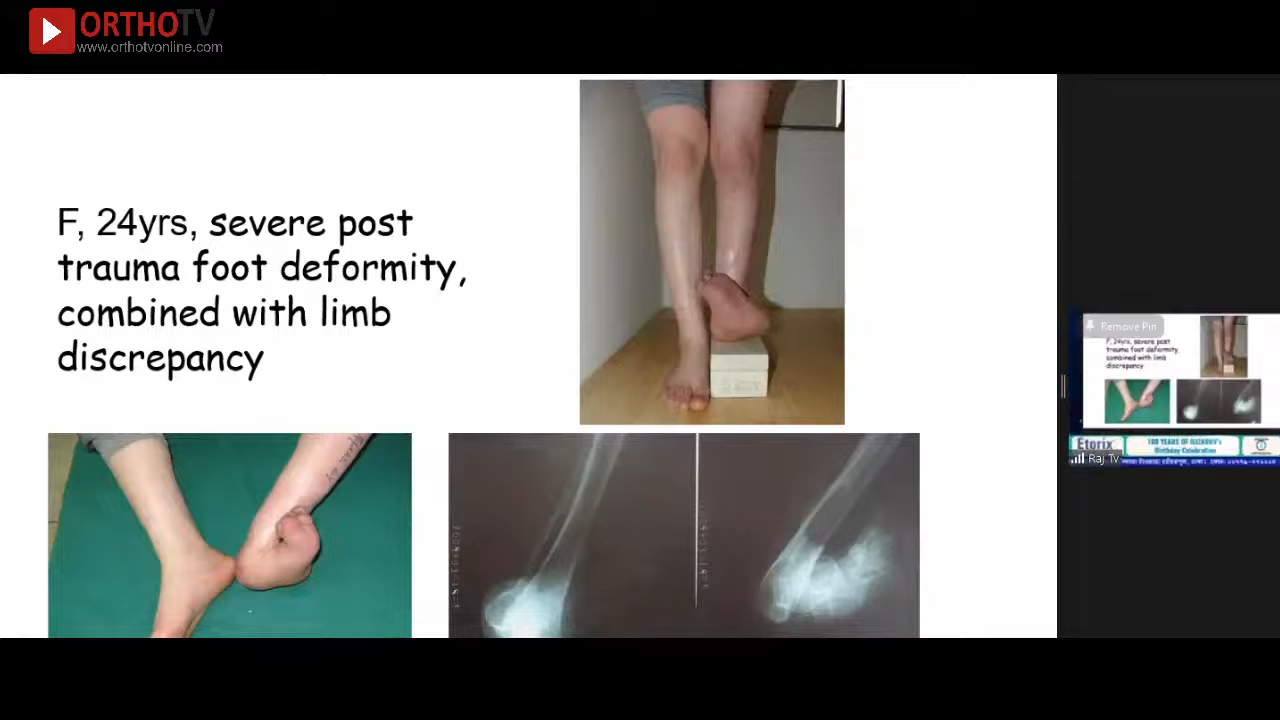 ORTHOTV
www.orthotvonline.com
F, 24yrs, severe post
trauma foot deformity,
combined with limb
discrepancy
Remove Pin
F, 24yrs, severe post
trauma foot deformity,
combined with limb
discrepancy
Etorix
100 YEARS OF ILIZAROV's
Birthday Celebration
Raj Tv